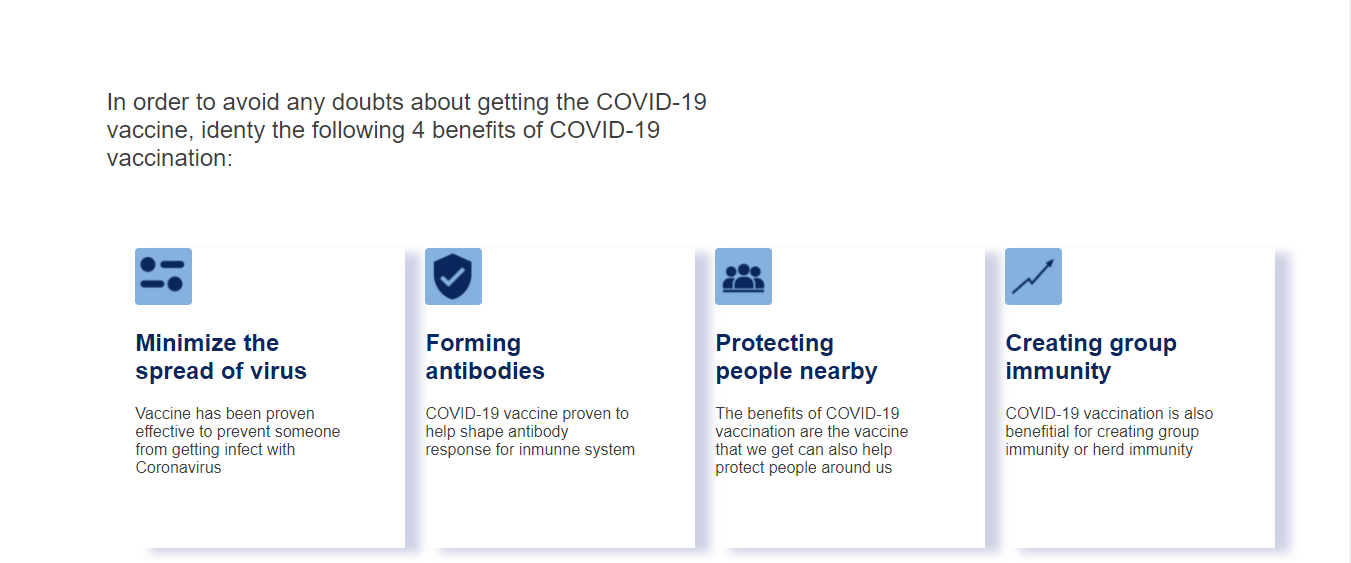 In order to avoid any doubts about getting the COVID-19
vaccine, identy the following 4 benefits of COVID-19
vaccination:
Minimize the
spread of virus
Vaccine has been proven
effective to prevent someone
from getting infect with
Coronavirus
Forming
antibodies
COVID-19 vaccine proven to
help shape antibody
response for inmunne system
Protecting
people nearby
The benefits of COVID-19
vaccination are the vaccine
that we get can also help
protect people around us
Creating group
immunity
COVID-19 vaccination is also
benefitial for creating group
immunity or herd immunity